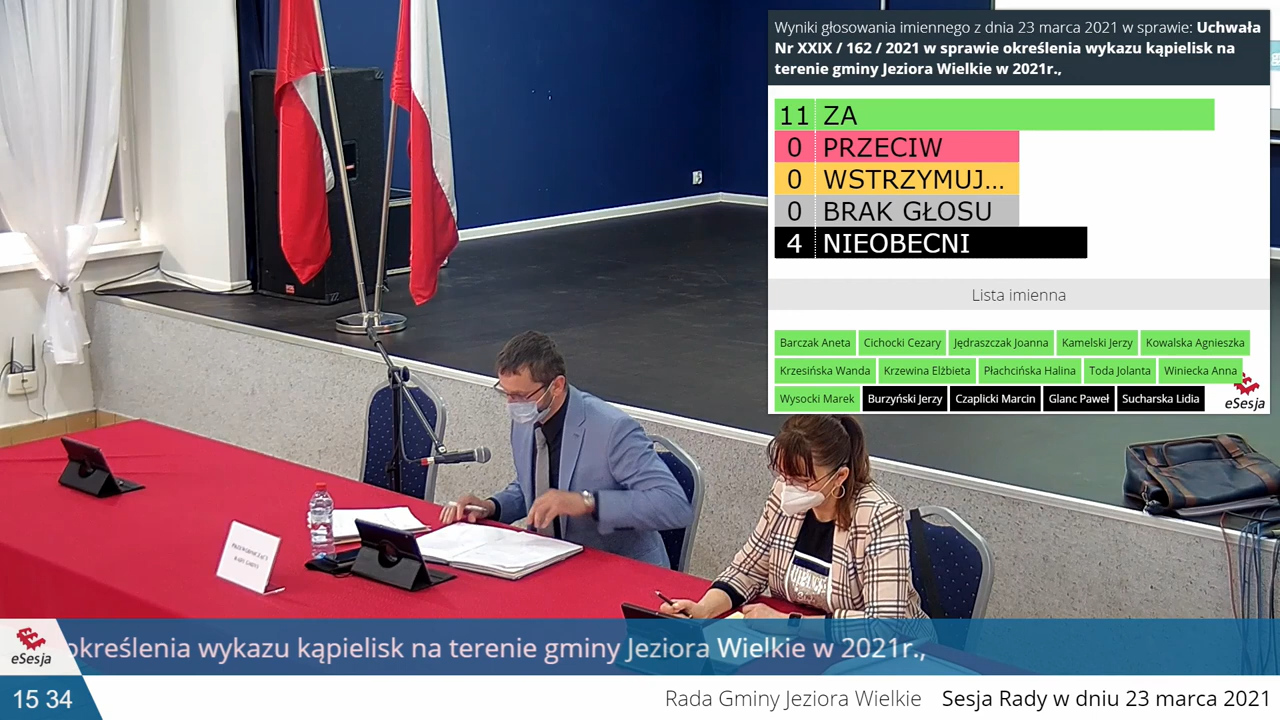 Wyniki głosowania imiennego z dnia 23 marca 2021 w sprawie: Uchwała
Nr XXIX / 162 / 2021 w sprawie określenia wykazu kąpielisk na
terenie gminy Jeziora Wielkie w 2021r.,
11 ZA
0 PRZECIW
0 WSTRZYMUJ...
0 BRAK GŁOSU
4 NIEOBECNI
Lista imienna
Barczak Aneta Cichocki Cezary Jędraszczak Joanna Kamelski Jerzy Kowalska Agnieszka
Krzesińska Wanda Krzewina Elżbieta Płachcińska Halina Toda Jolanta Winiecka Anna
Wysocki Marek Burzyński Jerzy Czaplicki Marcin Glanc Paweł Sucharska Lidia
eSesja
PRZEWODNICZĄCY
RADY GMINY
eSesja
określenia wykazu kąpielisk na terenie gminy Jeziora Wielkie w 2021r.,
15 34
Rada Gminy Jeziora Wielkie Sesja Rady w dniu 23 marca 2021